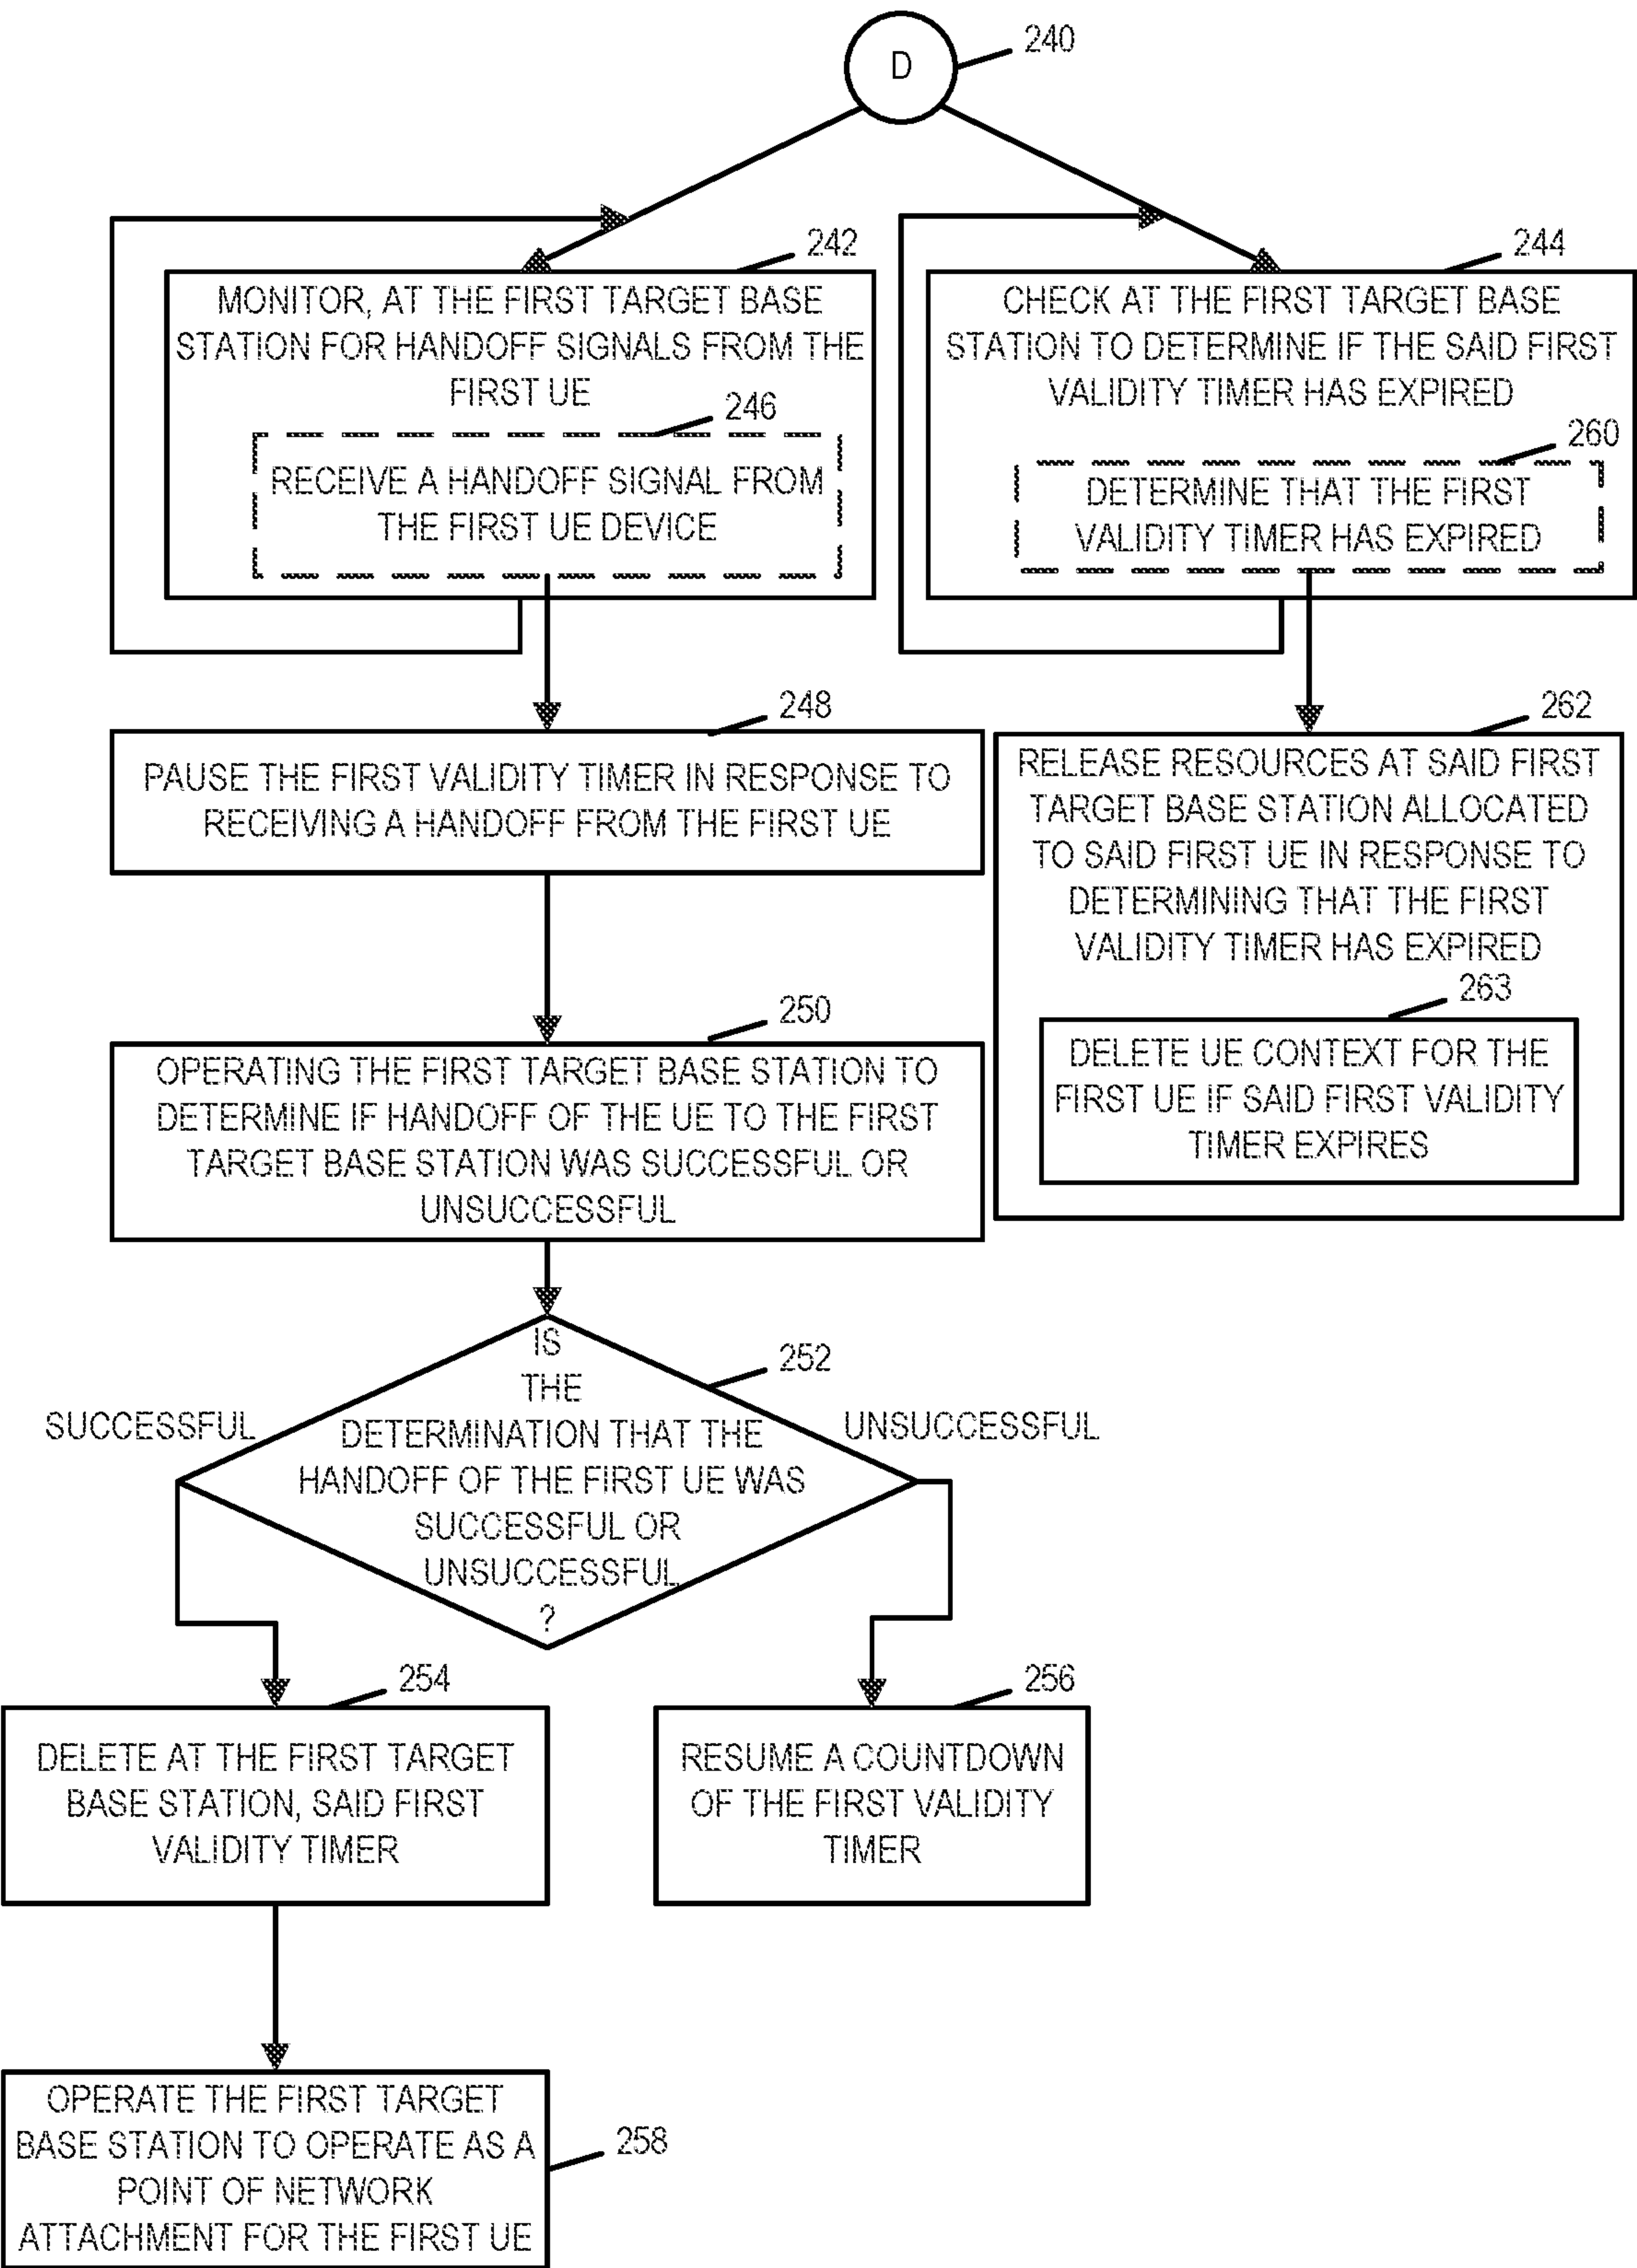 D
240
242
MONITOR, AT THE FIRST TARGET BASE
STATION FOR HANDOFF SIGNALS FROM THE
FIRST UE
246
RECEIVE A HANDOFF SIGNAL FROM
THE FIRST UE DEVICE
244
CHECK AT THE FIRST TARGET BASE
STATION TO DETERMINE IF THE SAID FIRST
VALIDITY TIMER HAS EXPIRED
260
DETERMINE THAT THE FIRST
VALIDITY TIMER HAS EXPIRED
248
PAUSE THE FIRST VALIDITY TIMER IN RESPONSE TO
RECEIVING A HANDOFF FROM THE FIRST UE
262
RELEASE RESOURCES AT SAID FIRST
TARGET BASE STATION ALLOCATED
TO SAID FIRST UE IN RESPONSE TO
DETERMINING THAT THE FIRST
VALIDITY TIMER HAS EXPIRED
263
DELETE UE CONTEXT FOR THE
FIRST UE IF SAID FIRST VALIDITY
TIMER EXPIRES
250
OPERATING THE FIRST TARGET BASE STATION TO
DETERMINE IF HANDOFF OF THE UE TO THE FIRST
TARGET BASE STATION WAS SUCCESSFUL OR
UNSUCCESSFUL
252
IS
THE
DETERMINATION THAT THE
HANDOFF OF THE FIRST UE WAS
SUCCESSFUL OR
UNSUCCESSFUL
?
SUCCESSFUL
UNSUCCESSFUL
254
DELETE AT THE FIRST TARGET
BASE STATION, SAID FIRST
VALIDITY TIMER
256
RESUME A COUNTDOWN
OF THE FIRST VALIDITY
TIMER
OPERATE THE FIRST TARGET
BASE STATION TO OPERATE AS A
POINT OF NETWORK
ATTACHMENT FOR THE FIRST UE
258